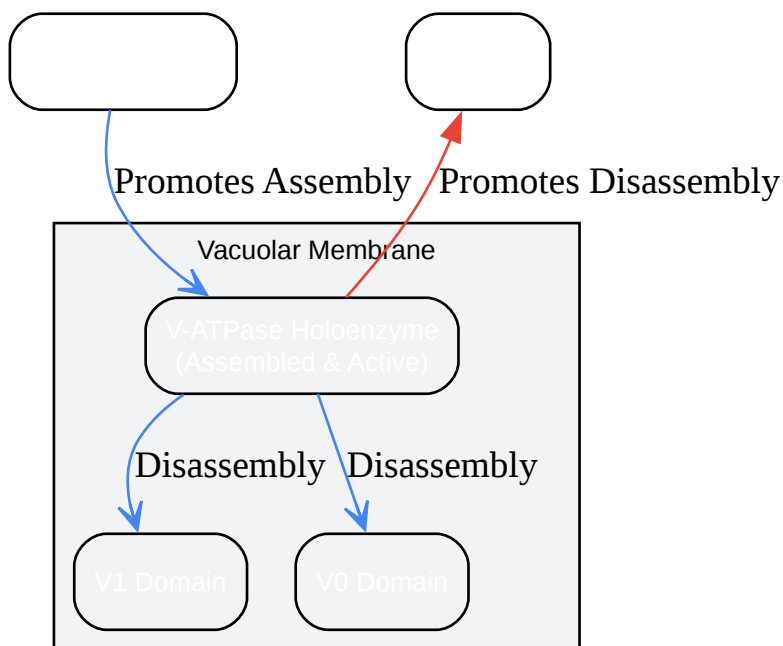 Promotes Assembly
Promotes Disassembly
Vacuolar Membrane
V-ATPase Holoenzyme
(Assembled & Active)
Disassembly
Disassembly
V1 Domain
V0 Domain